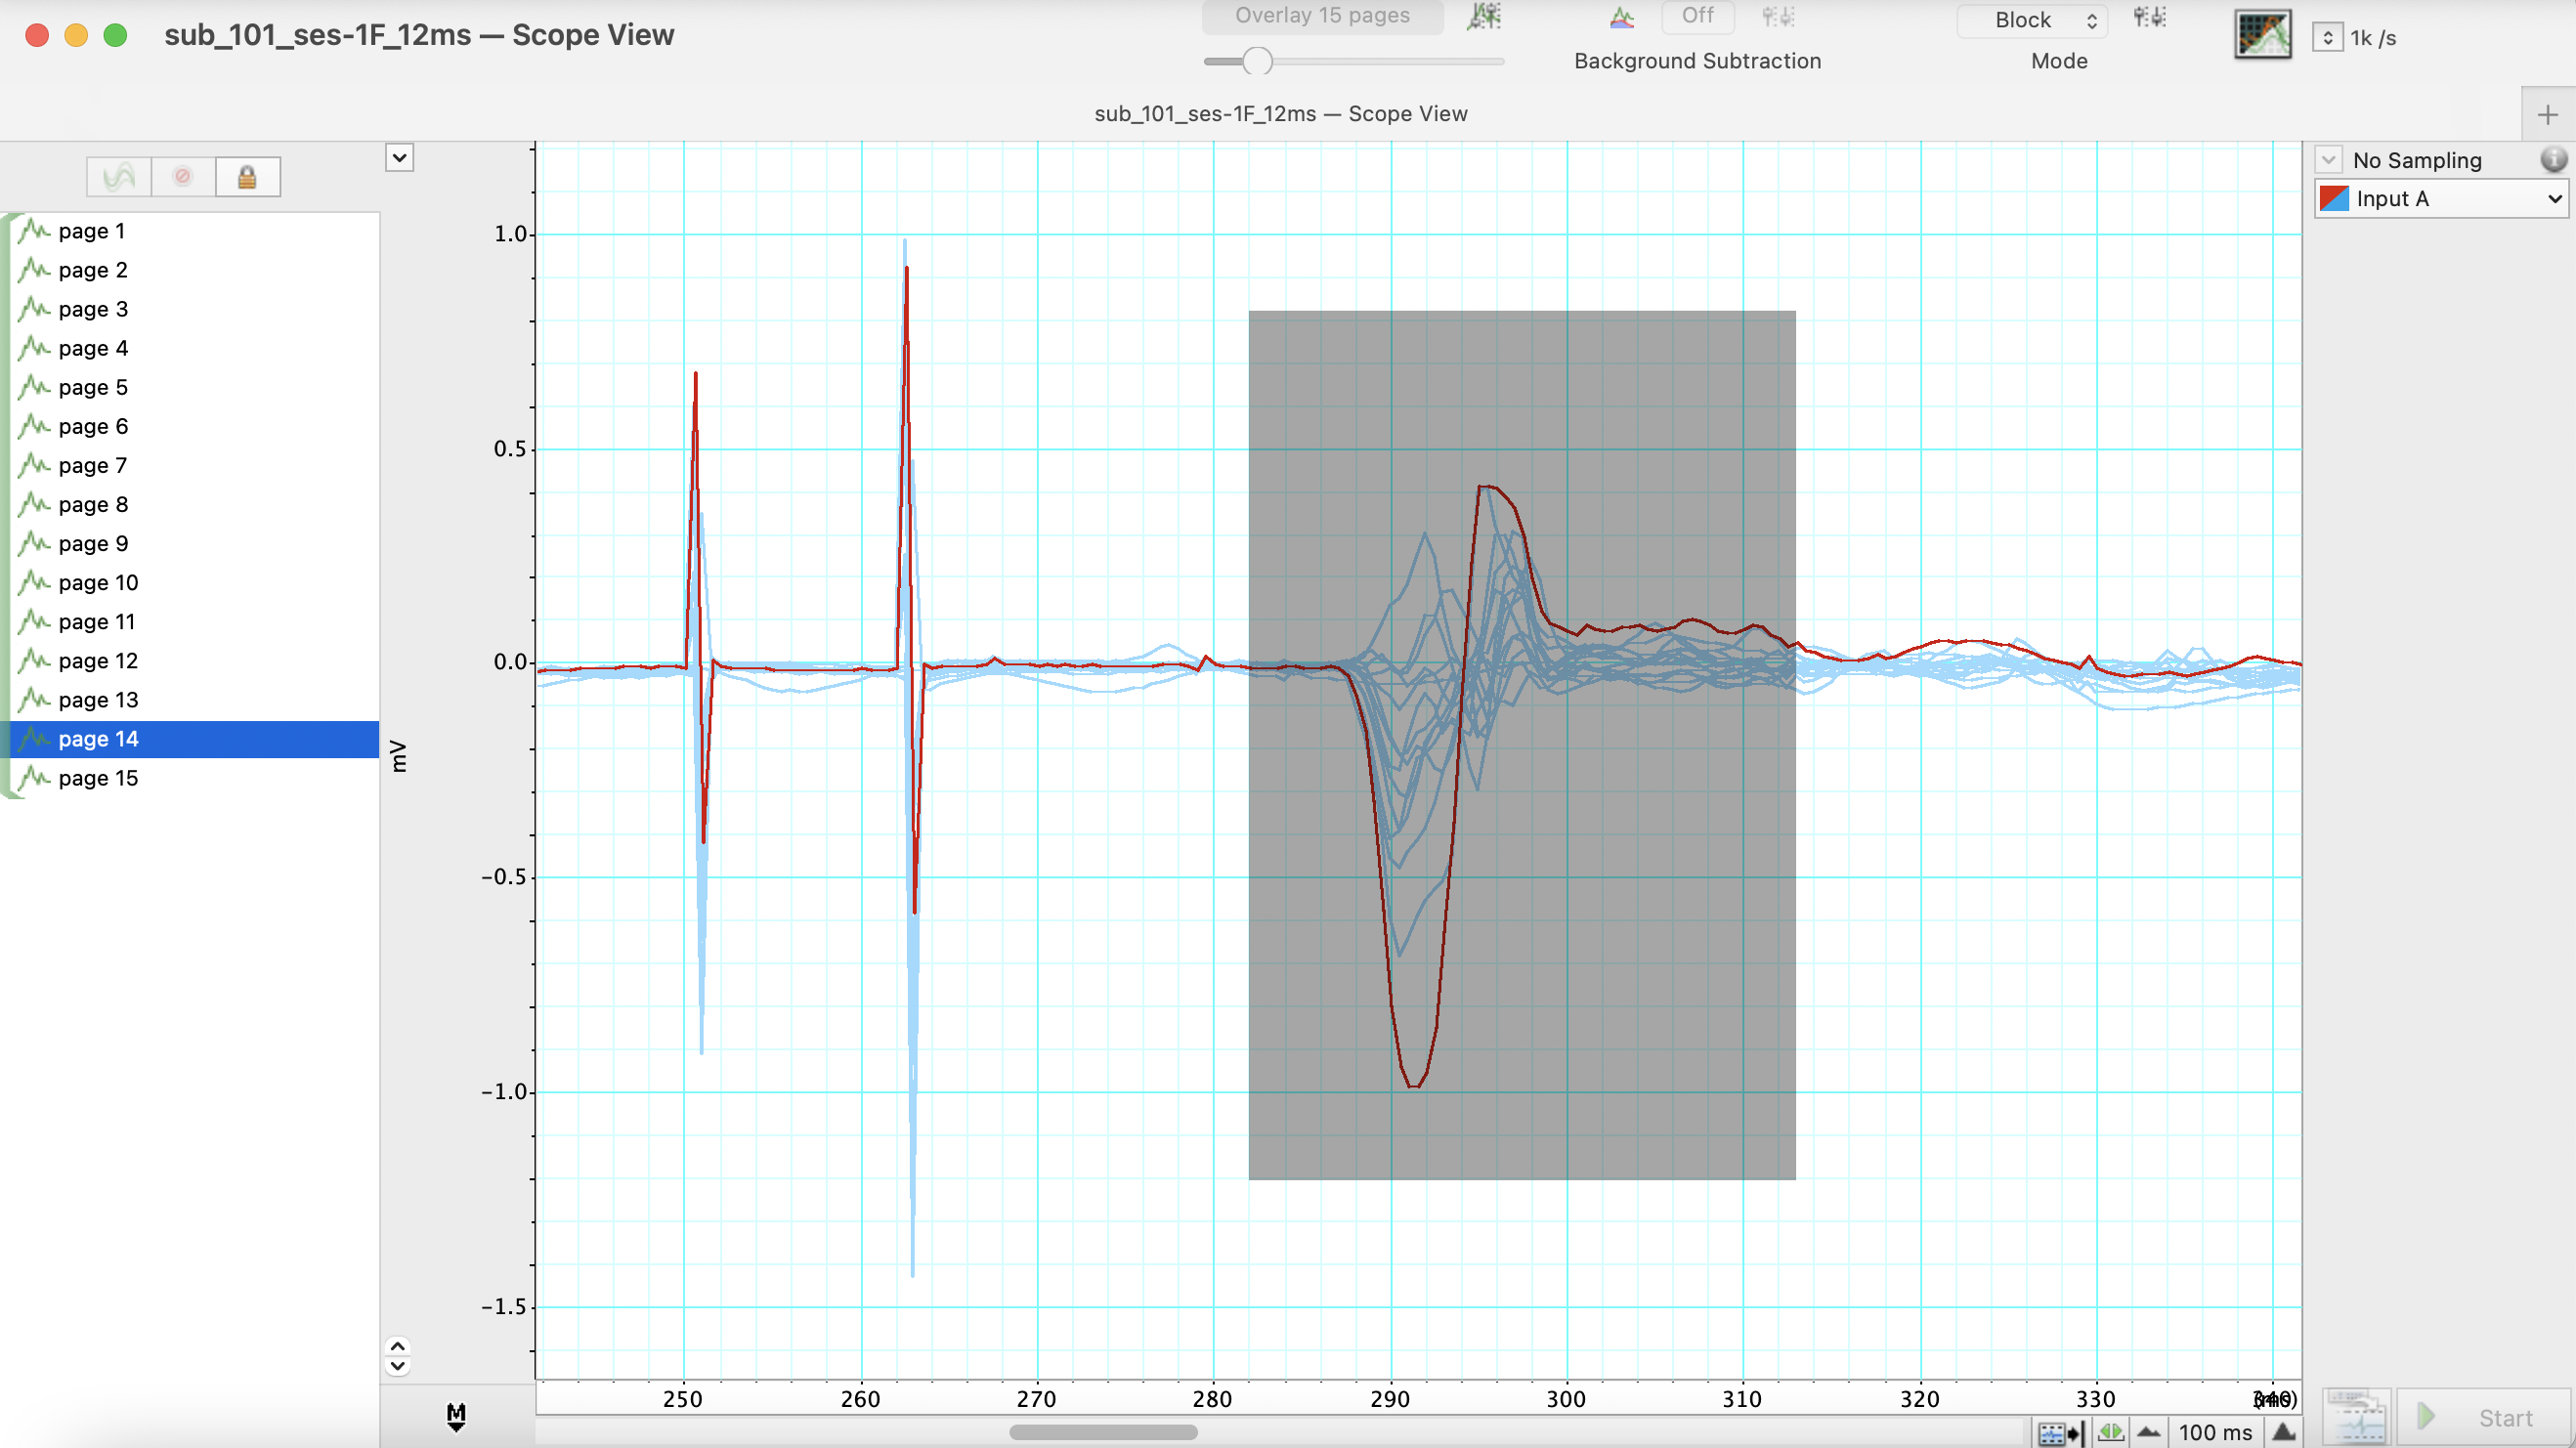 sub_101_ses-1F_12ms — Scope View
Overlay 15 pages
Off
Background Subtraction
Block
Mode
1k /s
sub_101_ses-1F_12ms — Scope View
No Sampling
Input A
page 1
page 2
page 3
page 4
page 5
page 6
page 7
page 8
page 9
page 10
page 11
page 12
page 13
page 14
page 15
mV
1.0
0.5
0.0
−0.5
−1.0
−1.5
250 260 270 280 290 300 310 320 330
M
100 ms
Start